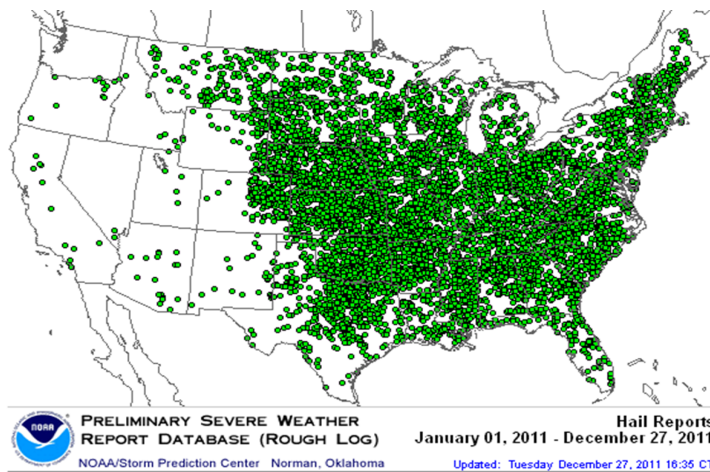 PRELIMINARY SEVERE WEATHER
REPORT DATABASE (ROUGH LOG)
NOAA/Storm Prediction Center Norman, Oklahoma
Hail Reports
January 01, 2011 - December 27, 2011
Updated: Tuesday December 27, 2011 16:35 CT
NOAA